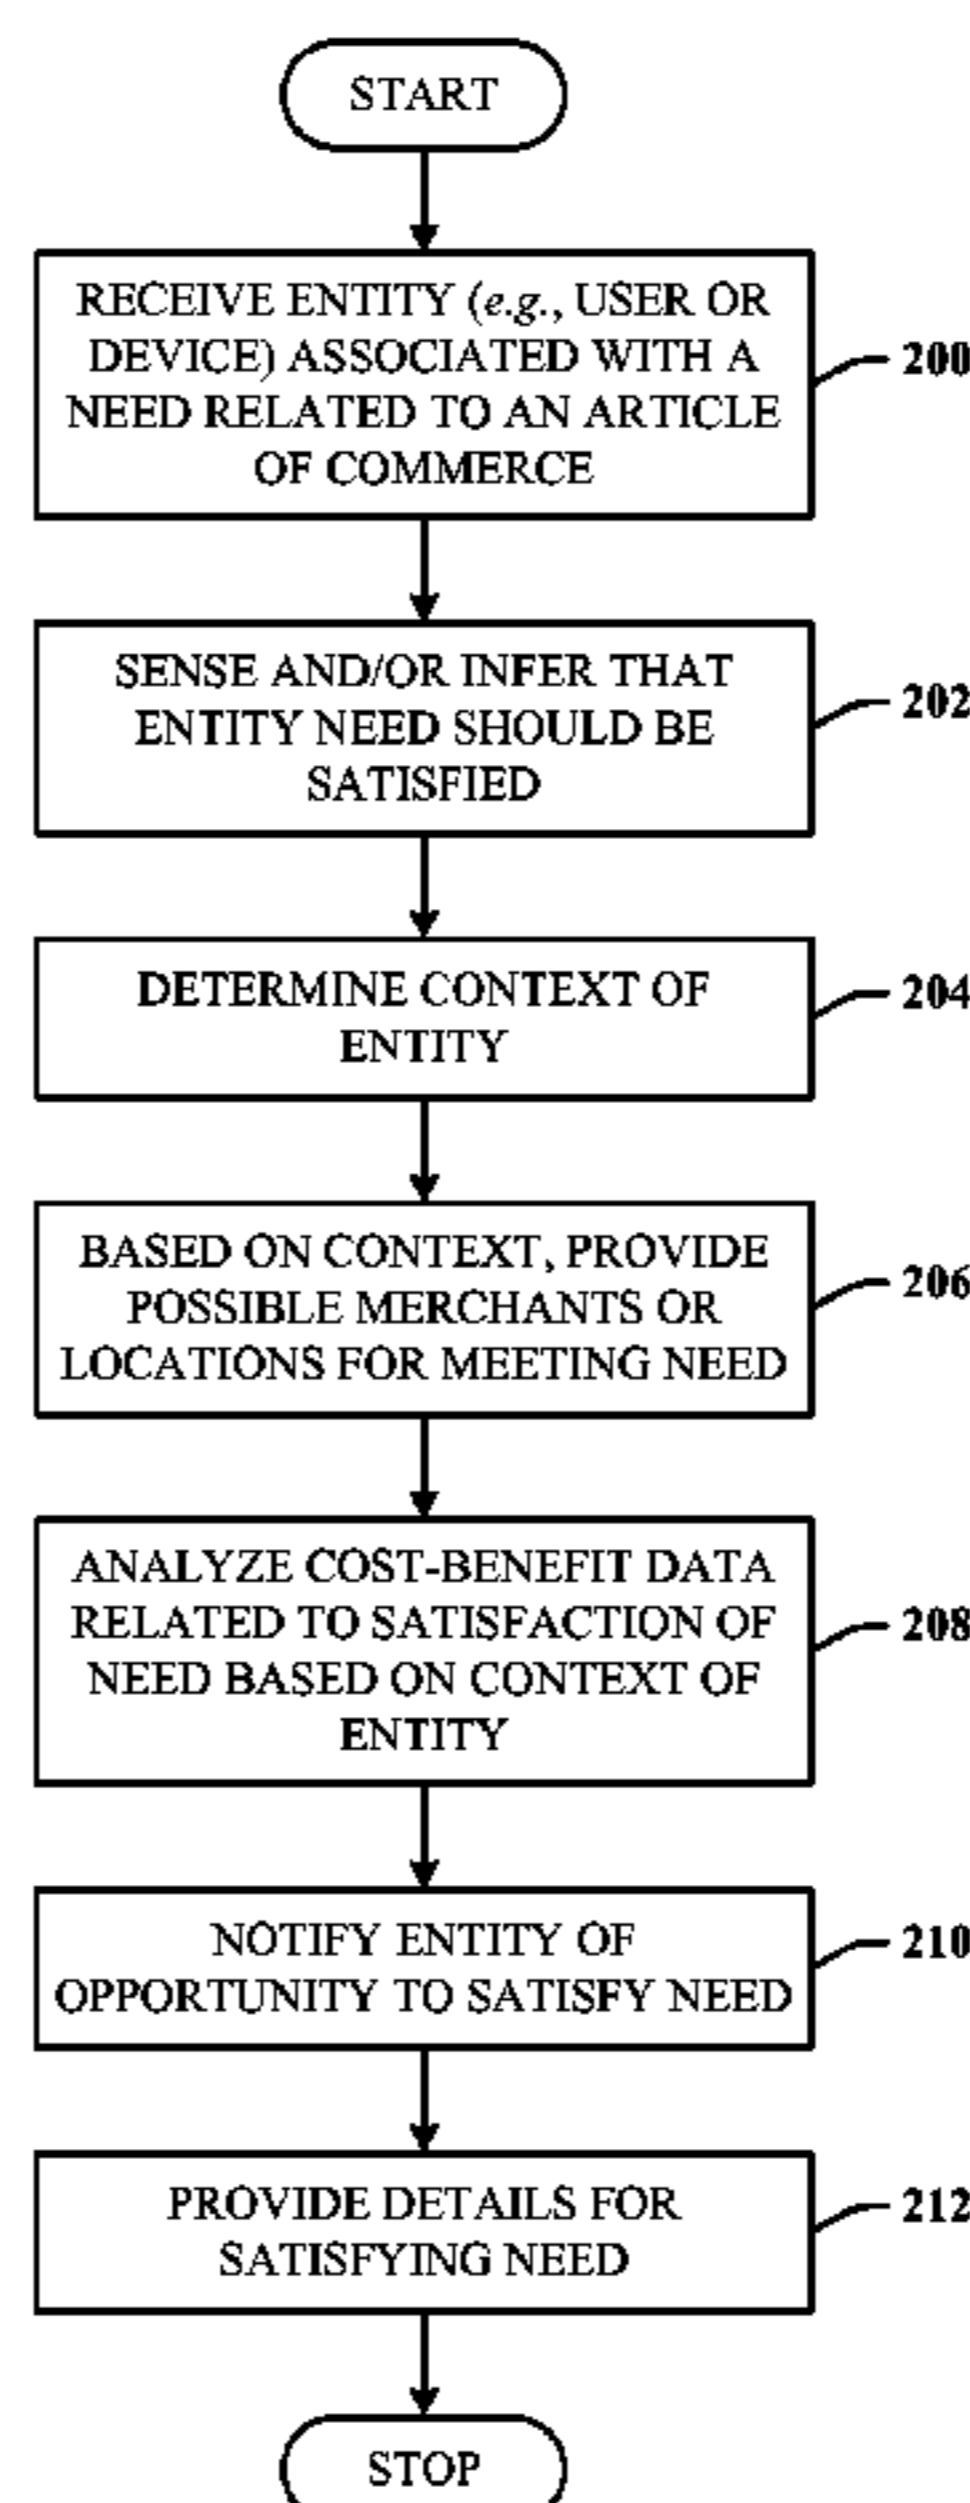 START
RECEIVE ENTITY (e.g., USER OR
DEVICE) ASSOCIATED WITH A
NEED RELATED TO AN ARTICLE
OF COMMERCE
200
SENSE AND/OR INFER THAT
ENTITY NEED SHOULD BE
SATISFIED
202
DETERMINE CONTEXT OF
ENTITY
204
BASED ON CONTEXT, PROVIDE
POSSIBLE MERCHANTS OR
LOCATIONS FOR MEETING NEED
206
ANALYZE COST-BENEFIT DATA
RELATED TO SATISFACTION OF
NEED BASED ON CONTEXT OF
ENTITY
208
NOTIFY ENTITY OF
OPPORTUNITY TO SATISFY NEED
210
PROVIDE DETAILS FOR
SATISFYING NEED
212
STOP